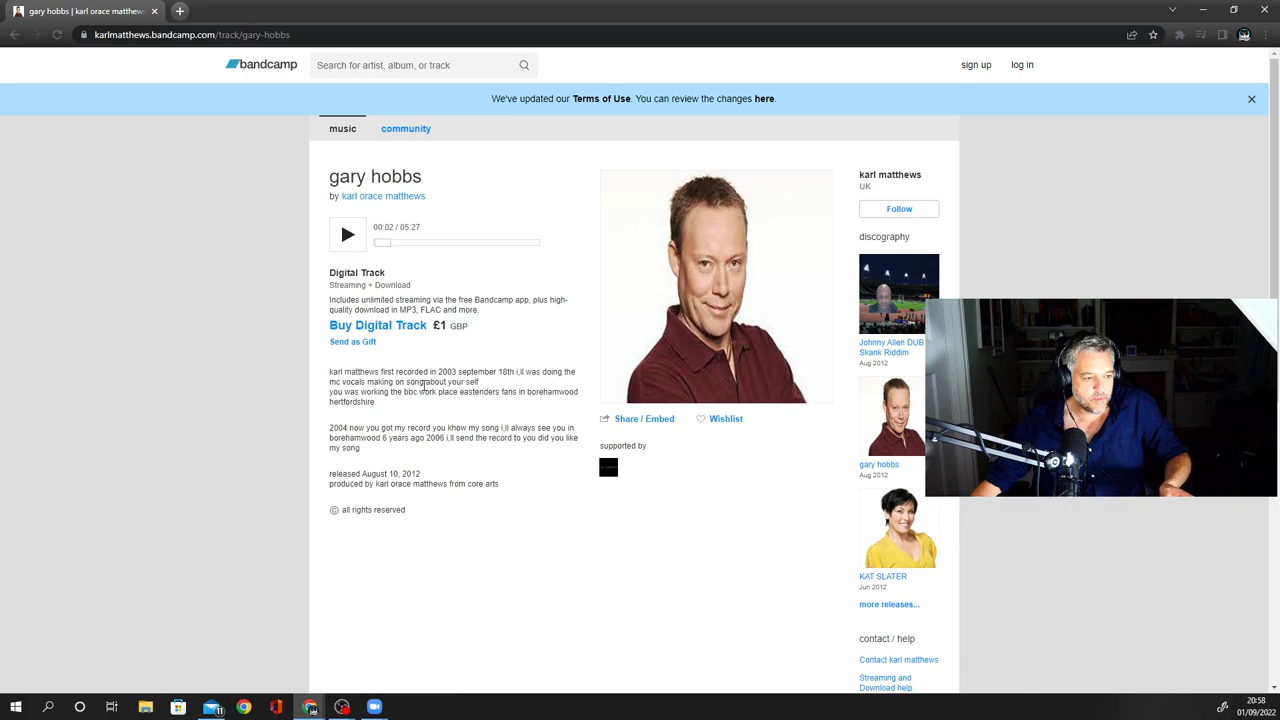 gary hobbs | karl orace matthews
karlmatthews.bandcamp.com/track/gary-hobbs
bandcamp
Search for artist, album, or track
sign up
log in
We've updated our Terms of Use. You can review the changes here.
music
community
gary hobbs
by karl orace matthews
00:02 / 05:27
Digital Track
Streaming + Download
Includes unlimited streaming via the free Bandcamp app, plus high-
quality download in MP3, FLAC and more.
Buy Digital Track £1 GBP
Send as Gift
karl matthews first recorded in 2003 september 18th i,ll was doing the
mc vocals making on song about your self
you was working the bbc work place eastenders fans in borehamwood
hertfordshire
2004 now you got my record you khow my song i,ll always see you in
borehamwood 6 years ago 2006 i,ll send the record to you did you like
my song
released August 10, 2012
produced by karl orace matthews from core arts
all rights reserved
Share / Embed
Wishlist
supported by
karl matthews
UK
Follow
discography
Johnny Allen DUB
Skank Riddim
Aug 2012
gary hobbs
Aug 2012
KAT SLATER
Jun 2012
more releases...
contact / help
Contact karl matthews
Streaming and
Download help
11
20:58
01/09/2022